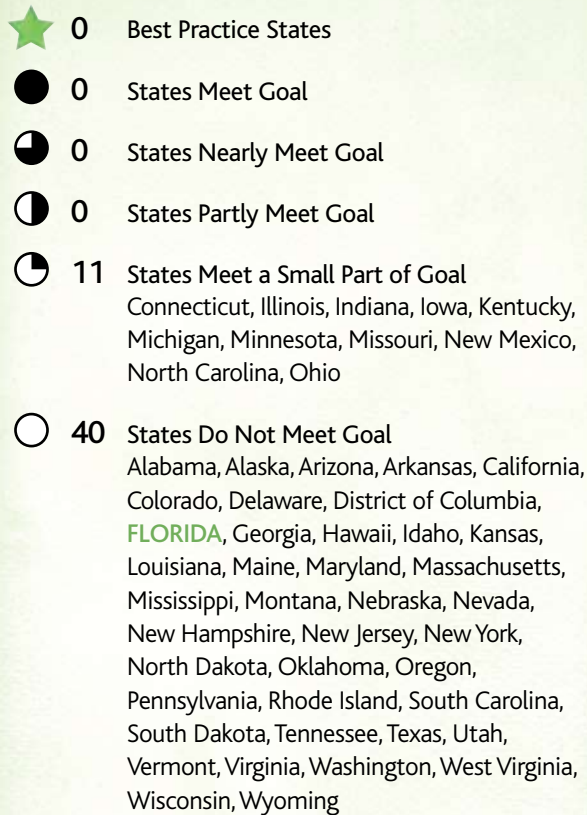 0 Best Practice States
0 States Meet Goal
0 States Nearly Meet Goal
0 States Partly Meet Goal
11 States Meet a Small Part of Goal
Connecticut, Illinois, Indiana, Iowa, Kentucky,
Michigan, Minnesota, Missouri, New Mexico,
North Carolina, Ohio
40 States Do Not Meet Goal
Alabama, Alaska, Arizona, Arkansas, California,
Colorado, Delaware, District of Columbia,
FLORIDA, Georgia, Hawaii, Idaho, Kansas,
Louisiana, Maine, Maryland, Massachusetts,
Mississippi, Montana, Nebraska, Nevada,
New Hampshire, New Jersey, New York,
North Dakota, Oklahoma, Oregon,
Pennsylvania, Rhode Island, South Carolina,
South Dakota, Tennessee, Texas, Utah,
Vermont, Virginia, Washington, West Virginia,
Wisconsin, Wyoming